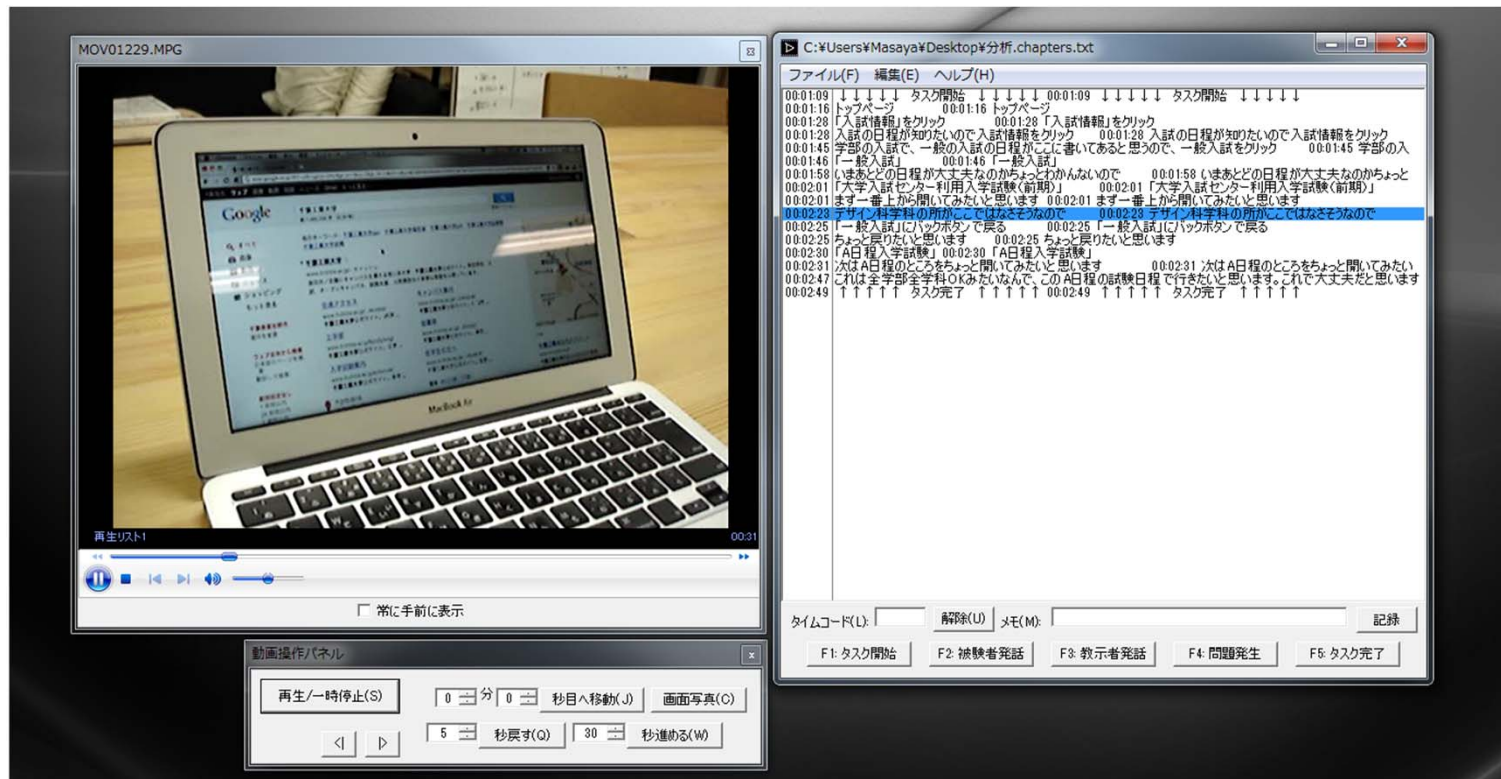 MOV01229.MPG
Google
MacBook Air
再生リスト1
00:31
常に手前に表示
動画操作パネル
再生/一時停止(S)
0 分 0 秒目へ移動(J) 画面写真(C)
5 秒戻す(Q) 30 秒進める(W)
C:¥Users¥Masaya¥Desktop¥分析.chapters.txt
ファイル(F) 編集(E) ヘルプ(H)
00:01:09 ↓↓↓↓↓ タスク開始 ↓↓↓↓↓ 00:01:09 ↓↓↓↓↓ タスク開始 ↓↓↓↓↓
00:01:16 トップページ 00:01:16 トップページ
00:01:28 「入試情報」をクリック 00:01:28 「入試情報」をクリック
00:01:28 入試の日程が知りたいので入試情報をクリック 00:01:28 入試の日程が知りたいので入試情報をクリック
00:01:45 学部の入試で、一般の入試の日程がここに書いてあると思うので、一般入試をクリック 00:01:45 学部の入
00:01:46 「一般入試」 00:01:46 「一般入試」
00:01:58 いまあとどの日程が大丈夫なのかちょっとわかんないので 00:01:58 いまあとどの日程が大丈夫なのかちょっと
00:02:01 「大学入試センター利用入学試験(前期)」 00:02:01 「大学入試センター利用入学試験(前期)」
00:02:01 まず一番上から開いてみたいと思います 00:02:01 まず一番上から開いてみたいと思います
00:02:23 デザイン科学科の所がここではなさそうなので 00:02:23 デザイン科学科の所がここではなさそうなので
00:02:25 「一般入試」にバックボタンで戻る 00:02:25 「一般入試」にバックボタンで戻る
00:02:25 ちょっと戻りたいと思います 00:02:25 ちょっと戻りたいと思います
00:02:30 「A日程入学試験」 00:02:30 「A日程入学試験」
00:02:31 次はA日程のところをちょっと開いてみたいと思います 00:02:31 次はA日程のところをちょっと開いてみたい
00:02:47 これは全学部全学科OKみたいなんで、このA日程の試験日程で行きたいと思います。これで大丈夫だと思います
00:02:49 ↑↑↑↑↑ タスク完了 ↑↑↑↑↑ 00:02:49 ↑↑↑↑↑ タスク完了 ↑↑↑↑↑
タイムコード(L): 解除(U) メモ(M): 記録
F1: タスク開始 F2: 被験者発話 F3: 教示者発話 F4: 問題発生 F5: タスク完了